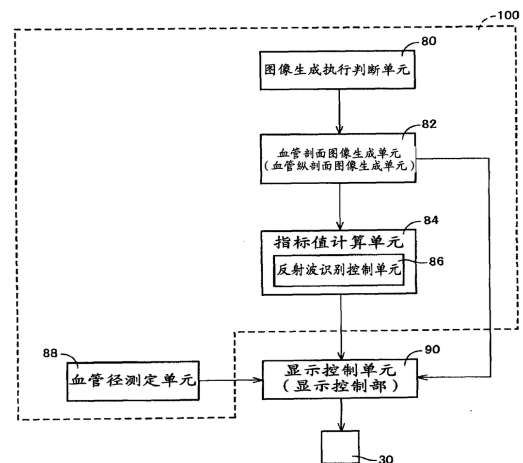 100
80
图像生成执行判断单元
82
血管剖面图像生成单元
(血管纵剖面图像生成单元)
84
指标值计算单元
反射波识别控制单元
86
88
血管径测定单元
90
显示控制单元
(显示控制部)
30